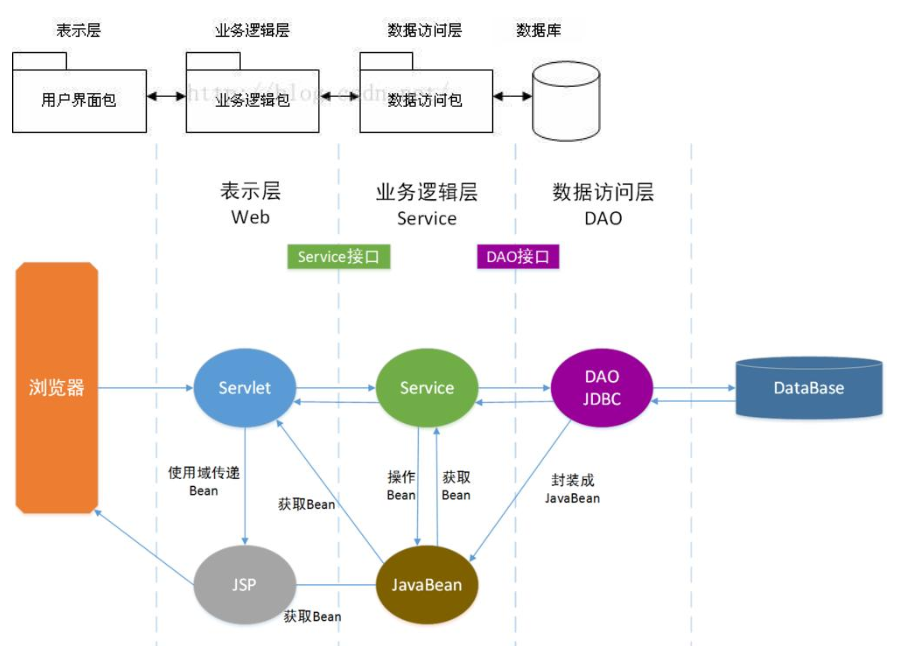 表示层
业务逻辑层
数据访问层
数据库
用户界面包
业务逻辑包
数据访问包
http://blog.csdn.net/
表示层
Web
业务逻辑层
Service
数据访问层
DAO
Service接口
DAO接口
浏览器
Servlet
Service
DAO
JDBC
DataBase
使用域传递
Bean
获取Bean
操作
Bean
获取
Bean
封装成
JavaBean
JSP
JavaBean
获取Bean